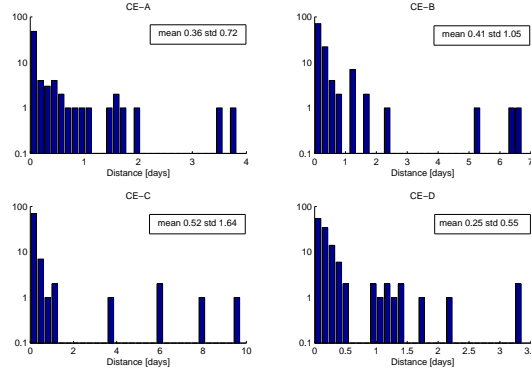 CE−A
100
10
1
0.1
mean 0.36 std 0.72
0 1 2 3 4
Distance [days]
CE−B
100
10
1
0.1
mean 0.41 std 1.05
0 1 2 3 4 5 6 7
Distance [days]
CE−C
100
10
1
0.1
mean 0.52 std 1.64
0 2 4 6 8 10
Distance [days]
CE−D
100
10
1
0.1
mean 0.25 std 0.55
0 0.5 1 1.5 2 2.5 3 3.5
Distance [days]